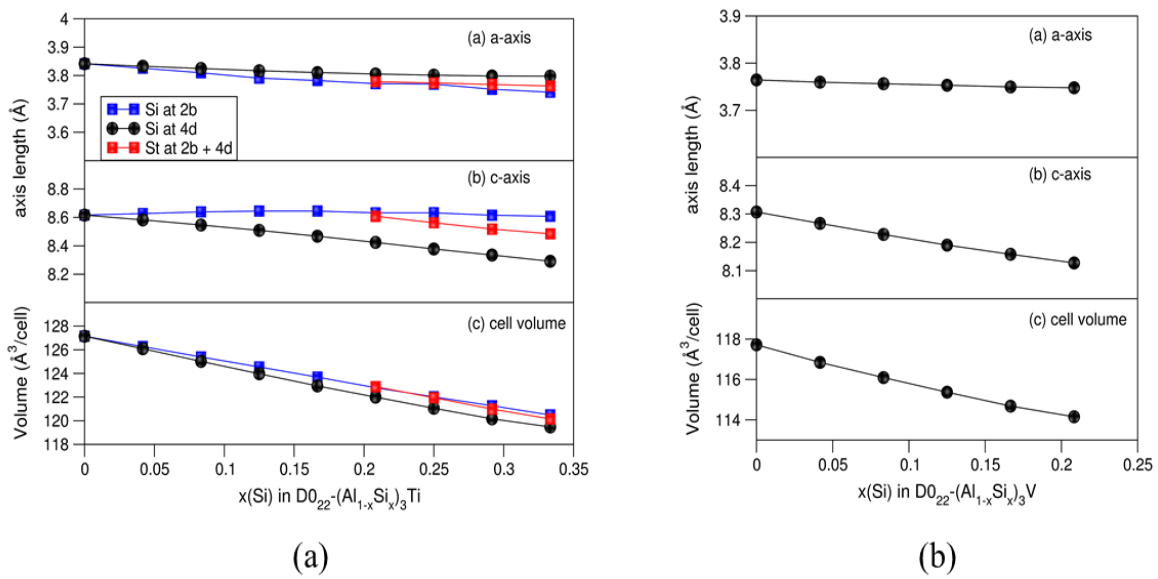 4
3.9
3.8
3.7
3.6
axis length (Å)
(a) a-axis
Si at 2b
Si at 4d
St at 2b + 4d
8.8
8.6
8.4
8.2
(b) c-axis
128
126
124
122
120
118
Volume (Å³/cell)
(c) cell volume
0 0.05 0.1 0.15 0.2 0.25 0.3 0.35
x(Si) in D0₂₂-(Al₁₋ₓSiₓ)₃Ti
(a)
3.9
3.8
3.7
axis length (Å)
(a) a-axis
8.4
8.3
8.2
8.1
(b) c-axis
118
116
114
Volume (Å³/cell)
(c) cell volume
0 0.05 0.1 0.15 0.2 0.25
x(Si) in D0₂₂-(Al₁₋ₓSiₓ)₃V
(b)